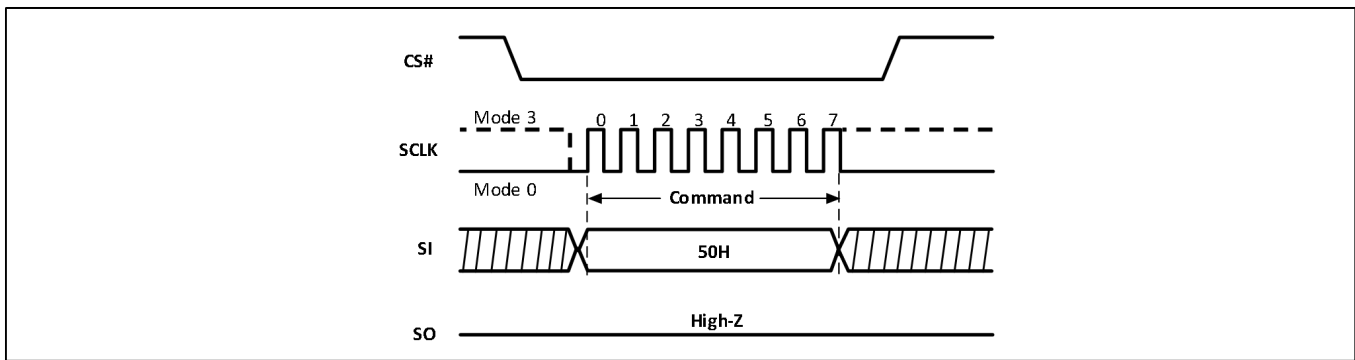 CS#
Mode 3
0 1 2 3 4 5 6 7
SCLK
Mode 0
Command
SI
50H
High-Z
SO